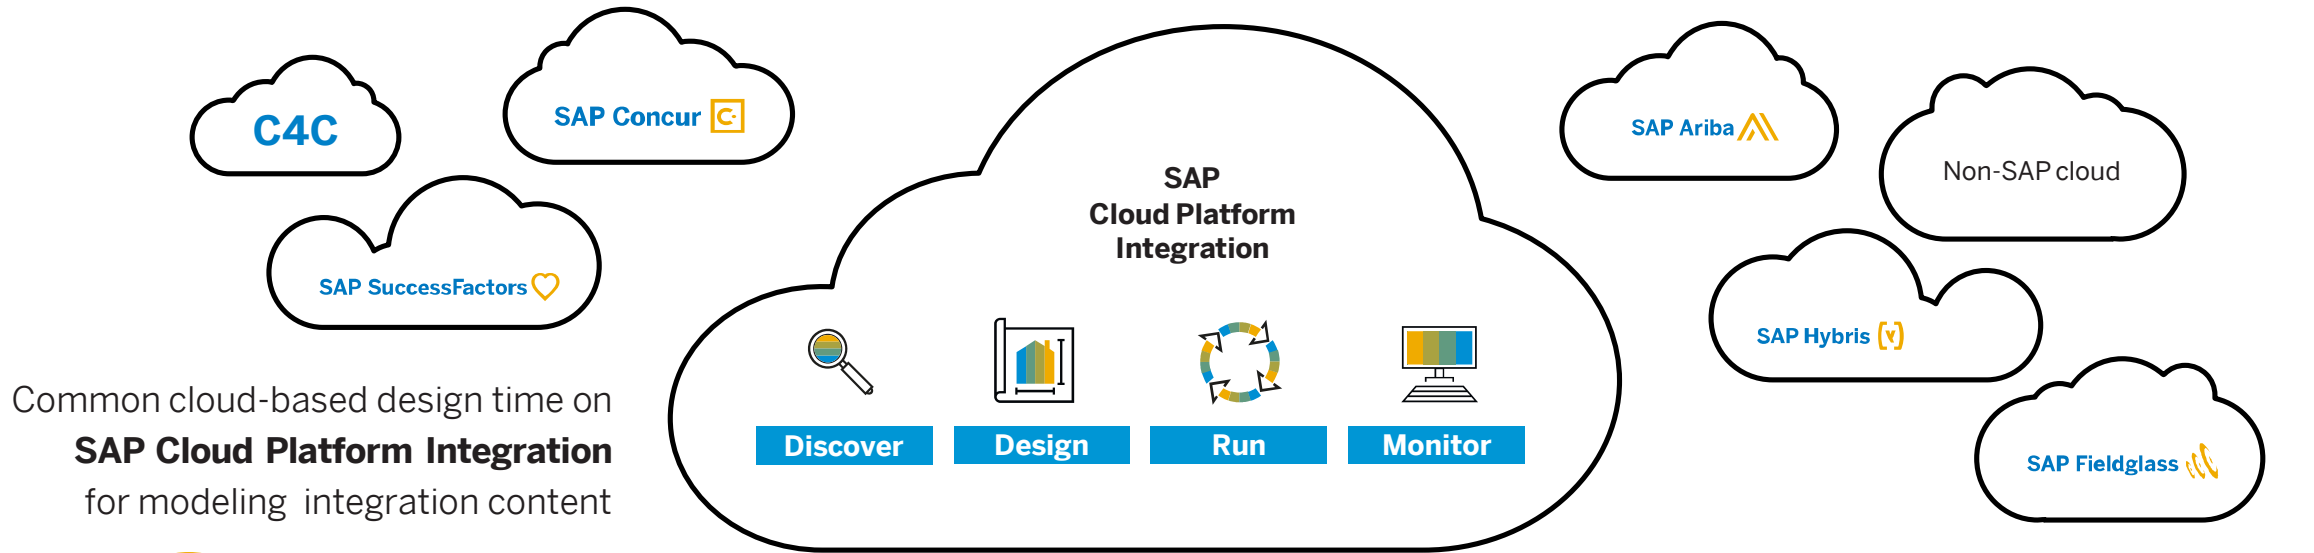 C4C
SAP Concur
SAP SuccessFactors
SAP
Cloud Platform
Integration
Discover
Design
Run
Monitor
SAP Ariba
Non-SAP cloud
SAP Hybris
SAP Fieldglass
Common cloud-based design time on
SAP Cloud Platform Integration
for modeling integration content